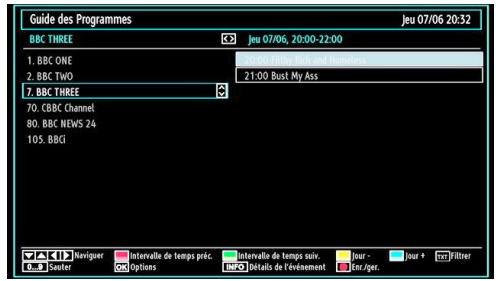 Guide des Programmes Jeu 07/06 20:32
BBC THREE <> Jeu 07/06, 20:00-22:00
1. BBC ONE 20:00 Filthy Rich and Homeless
2. BBC TWO 21:00 Bust My Ass
7. BBC THREE
70. CBBC Channel
80. BBC NEWS 24
105. BBCi
Naviguer Intervalle de temps préc. Intervalle de temps suiv. Jour - Jour + TXT Filtrer
0...9 Sauter OK Options INFO Détails de l'événement Enr./ger.